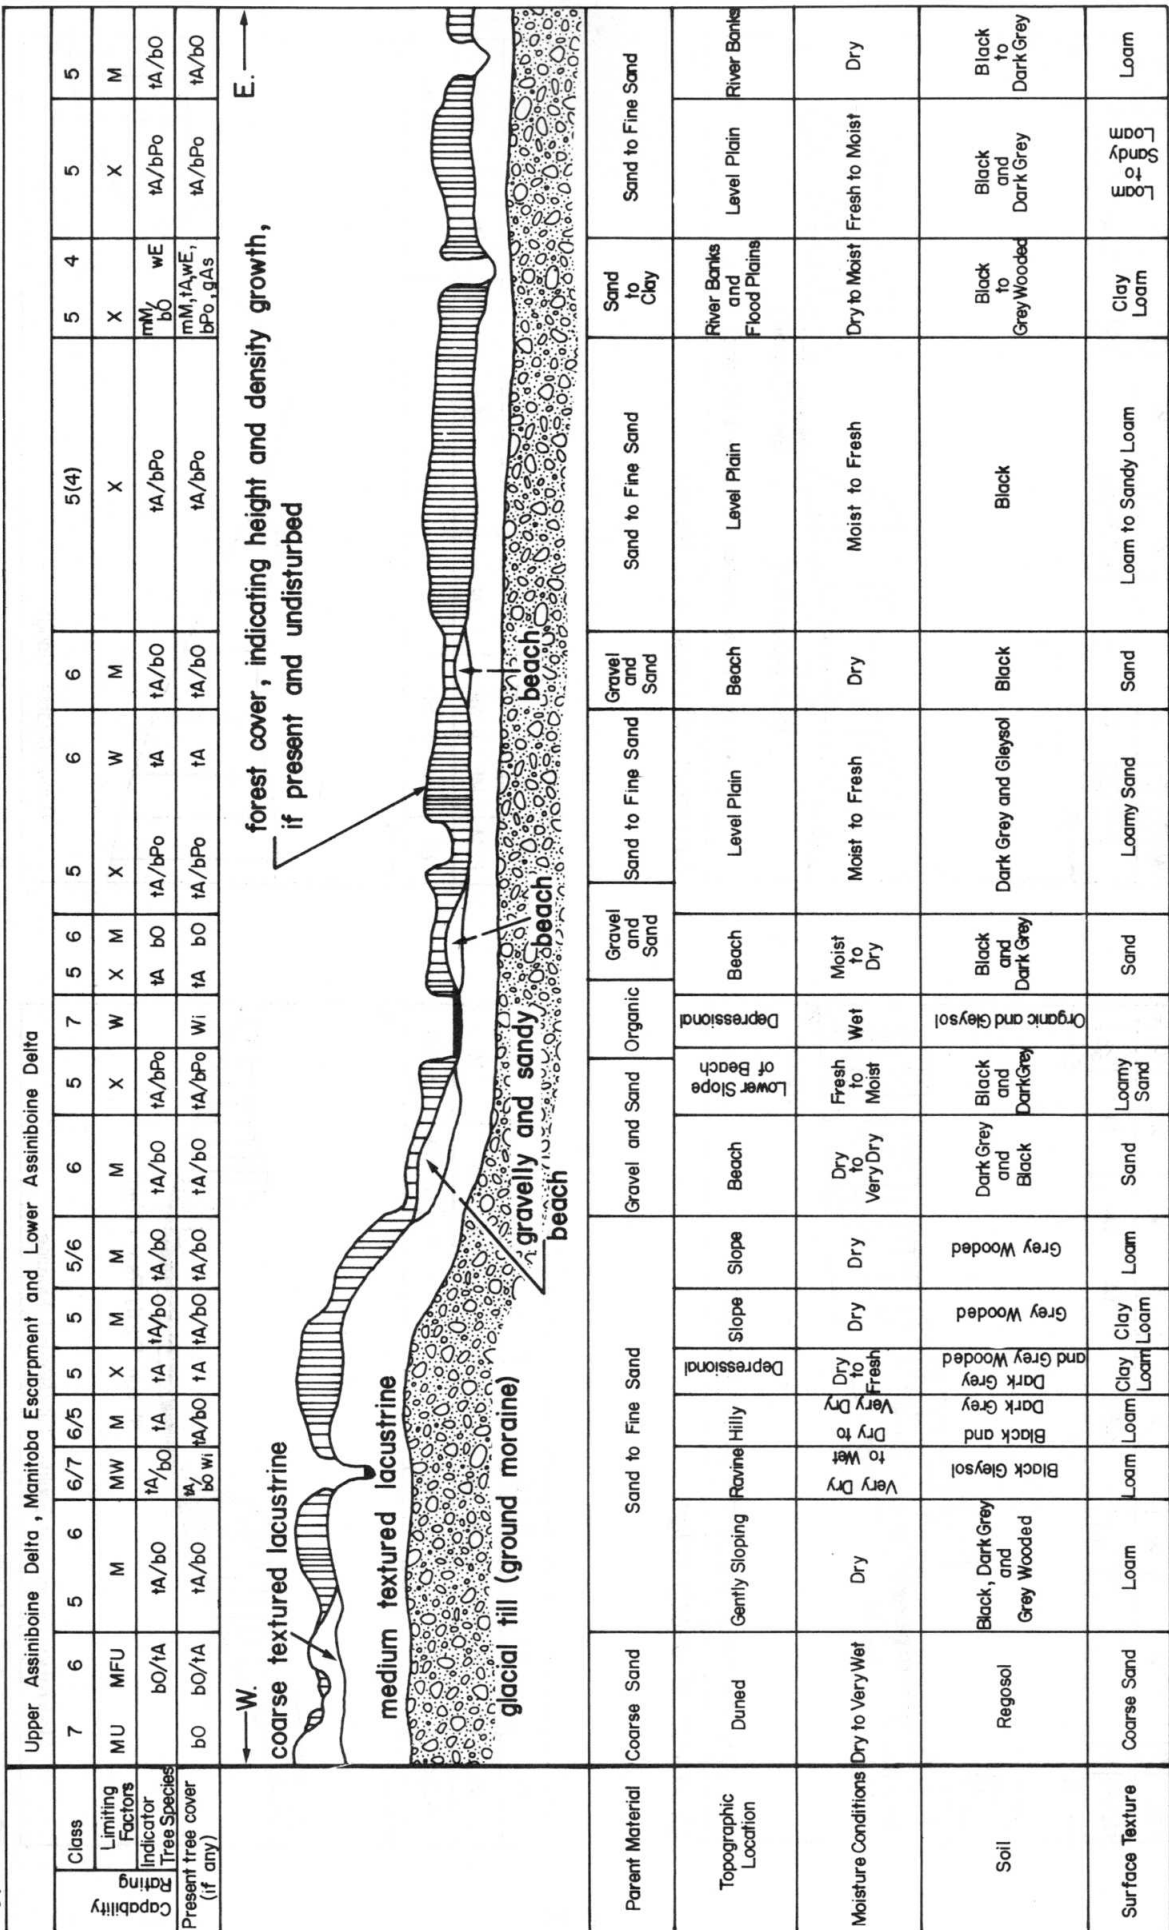 Upper Assiniboine Delta, Manitoba Escarpment and Lower Assiniboine Delta
Capability
Rating
Class
7 6 5 6 6/7 6/5 5 5 5/6 6 5 7 5 6 5 6 6 5(4) 5 4 5 5
Limiting
Factors
MU MFU M MW M X M M M X W X M X W M X X X M
Indicator
Tree Species
bO/tA tA/bO tA/bO tA tA tA/bO tA/bO tA/bO tA/bPo tA bO tA/bPo tA tA/bO tA/bPo mM/bO wE tA/bPo tA/bO
Present tree cover
(if any)
bO bO/tA tA/bO tA/bO Wi tA/bO tA tA/bO tA/bO tA/bO tA/bPo Wi tA bO tA/bPo tA tA/bO tA/bPo mM,tA,wE, bPo,gAs tA/bPo tA/bO
W.
E.
coarse textured lacustrine
medium textured lacustrine
glacial till (ground moraine)
gravelly and sandy
beach
beach
beach
forest cover, indicating height and density growth,
if present and undisturbed
Parent Material
Coarse Sand
Sand to Fine Sand
Gravel and Sand
Organic
Gravel
and
Sand
Sand to Fine Sand
Gravel
and
Sand
Sand to Fine Sand
Sand
to
Clay
Sand to Fine Sand
Topographic
Location
Duned
Gently Sloping
Ravine
Hilly
Depressional
Slope
Slope
Beach
Lower Slope
of Beach
Depressional
Beach
Level Plain
Beach
Level Plain
River Banks
and
Flood Plains
Level Plain
River Banks
Moisture Conditions
Dry to Very Wet
Dry
Very Dry
to Wet
Dry to
Very Dry
Dry
to
Fresh
Dry
Dry
Dry
to
Very Dry
Fresh
to
Moist
Wet
Moist
to
Dry
Moist to Fresh
Dry
Moist to Fresh
Dry to Moist
Fresh to Moist
Dry
Soil
Regosol
Black, Dark Grey
and
Grey Wooded
Black Gleysol
Black and
Dark Grey
Dark Grey
and Grey Wooded
Grey Wooded
Grey Wooded
Dark Grey
and
Black
Black
and
Dark Grey
Organic and Gleysol
Black
and
Dark Grey
Dark Grey and Gleysol
Black
Black
Black
to
Grey Wooded
Black
and
Dark Grey
Black
to
Dark Grey
Surface Texture
Coarse Sand
Loam
Loam
Loam
Clay
Loam
Clay
Loam
Loam
Sand
Loamy
Sand
Sand
Loamy Sand
Sand
Loam to Sandy Loam
Clay
Loam
Loam
to
Sandy
Loam
Loam